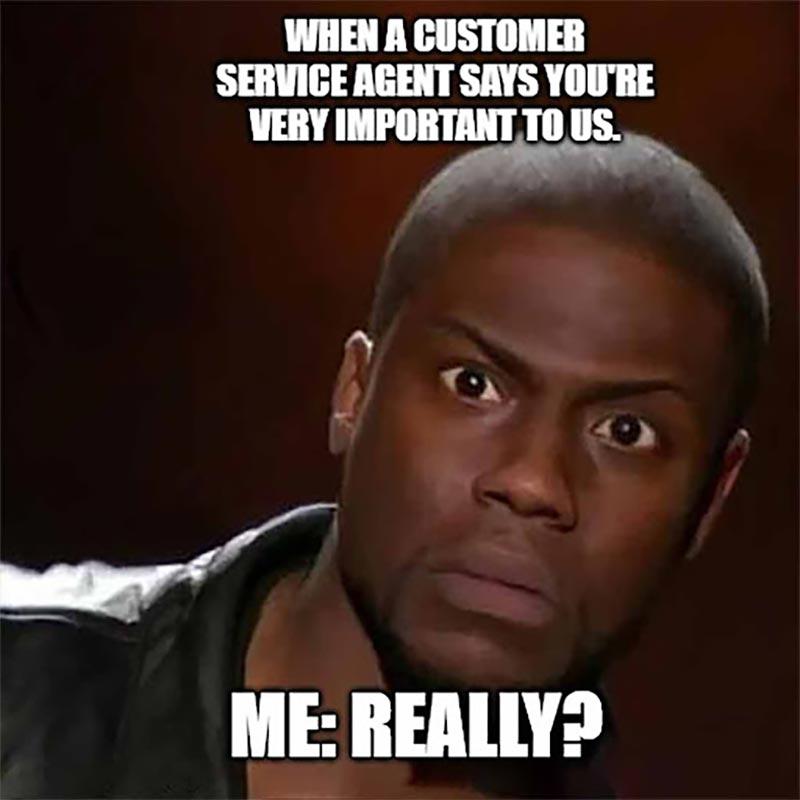 WHEN A CUSTOMER
SERVICE AGENT SAYS YOU'RE
VERY IMPORTANT TO US.
ME: REALLY?